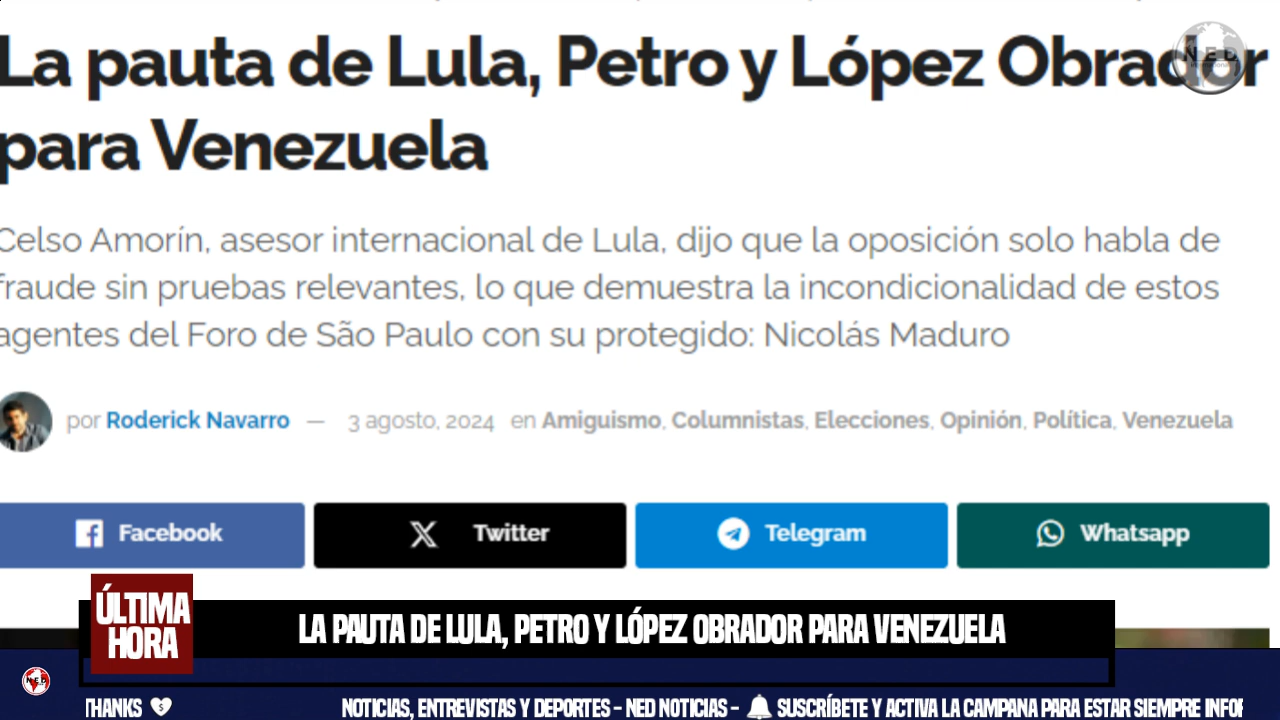 La pauta de Lula, Petro y López Obrador
para Venezuela
NED
Celso Amorín, asesor internacional de Lula, dijo que la oposición solo habla de
fraude sin pruebas relevantes, lo que demuestra la incondicionalidad de estos
agentes del Foro de São Paulo con su protegido: Nicolás Maduro
por Roderick Navarro — 3 agosto, 2024 en Amiguismo, Columnistas, Elecciones, Opinión, Política, Venezuela
Facebook Twitter Telegram Whatsapp
ÚLTIMA
HORA
LA PAUTA DE LULA, PETRO Y LÓPEZ OBRADOR PARA VENEZUELA
NED
THANKS NOTICIAS, ENTREVISTAS Y DEPORTES - NED NOTICIAS - SUSCRÍBETE Y ACTIVA LA CAMPANA PARA ESTAR SIEMPRE INFOR